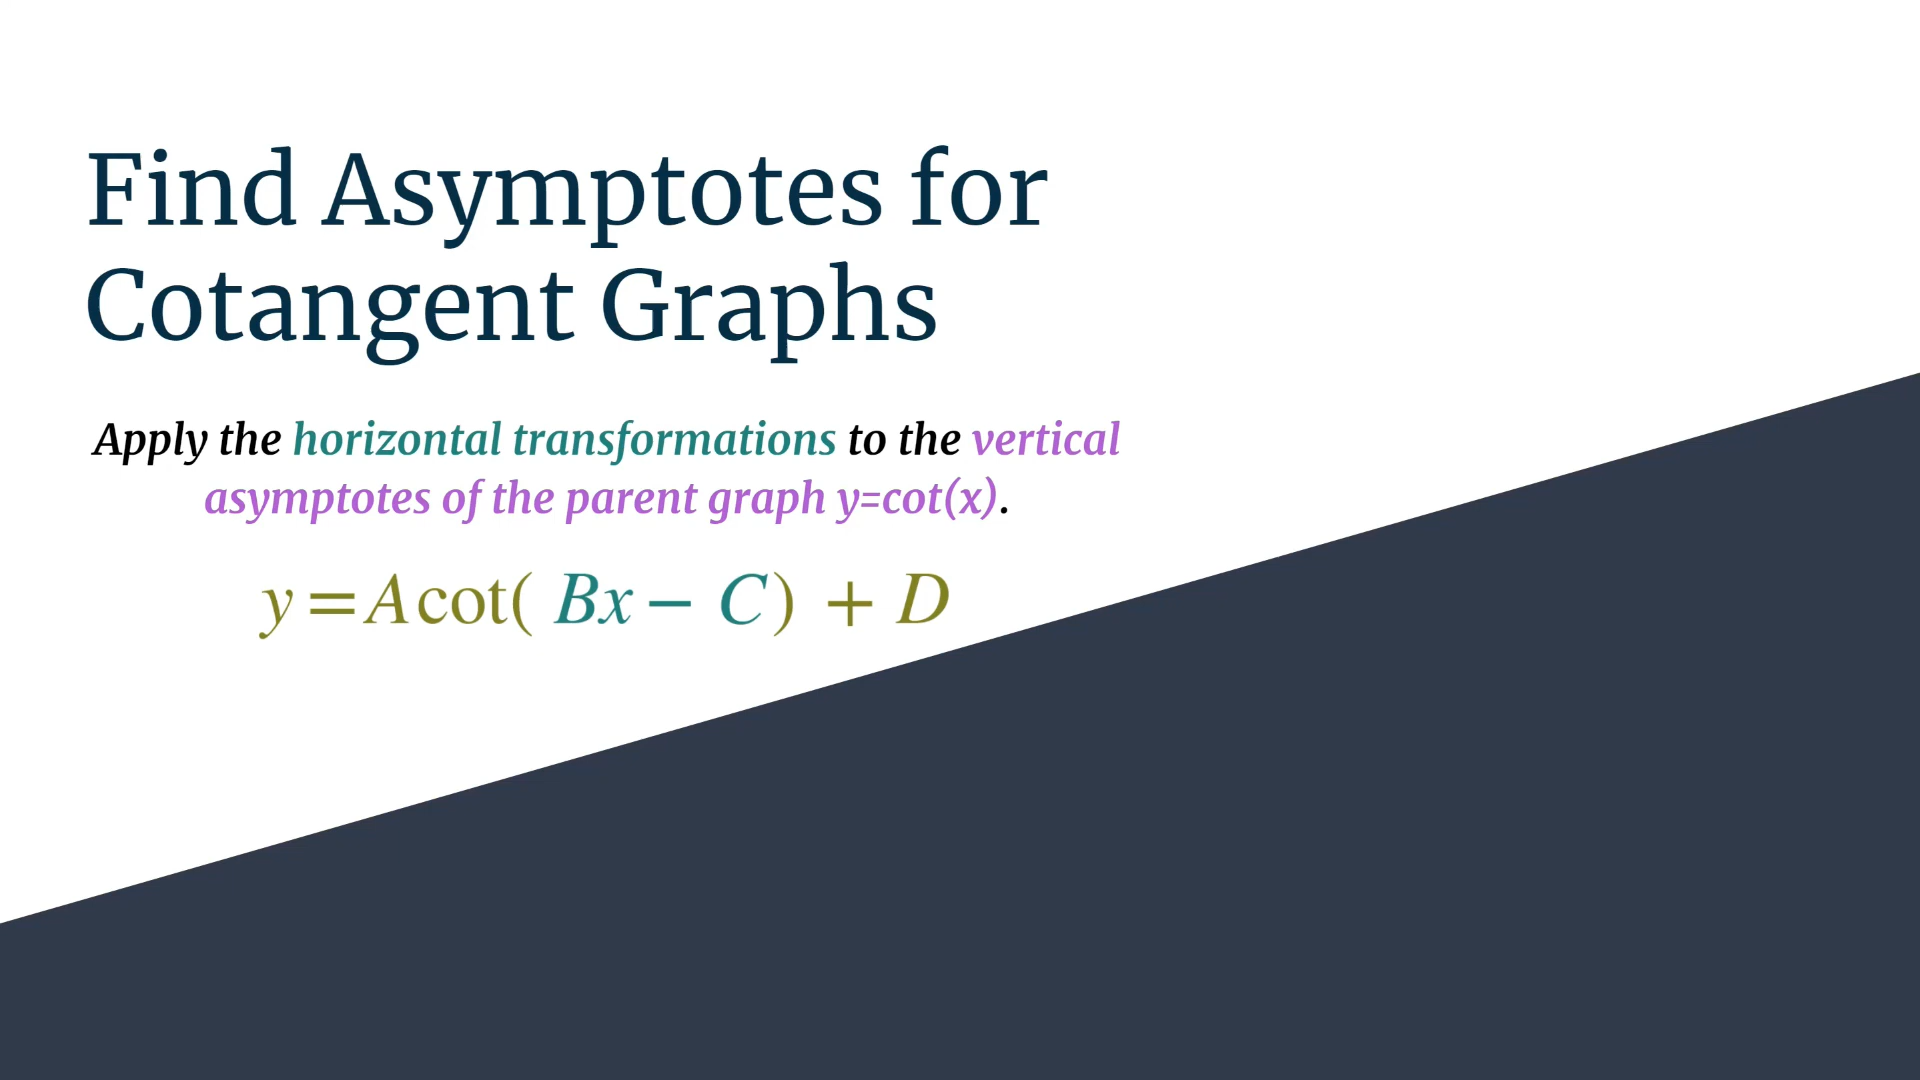 Find Asymptotes for
Cotangent Graphs
Apply the horizontal transformations to the vertical
asymptotes of the parent graph y=cot(x).
y = A cot( Bx − C) + D